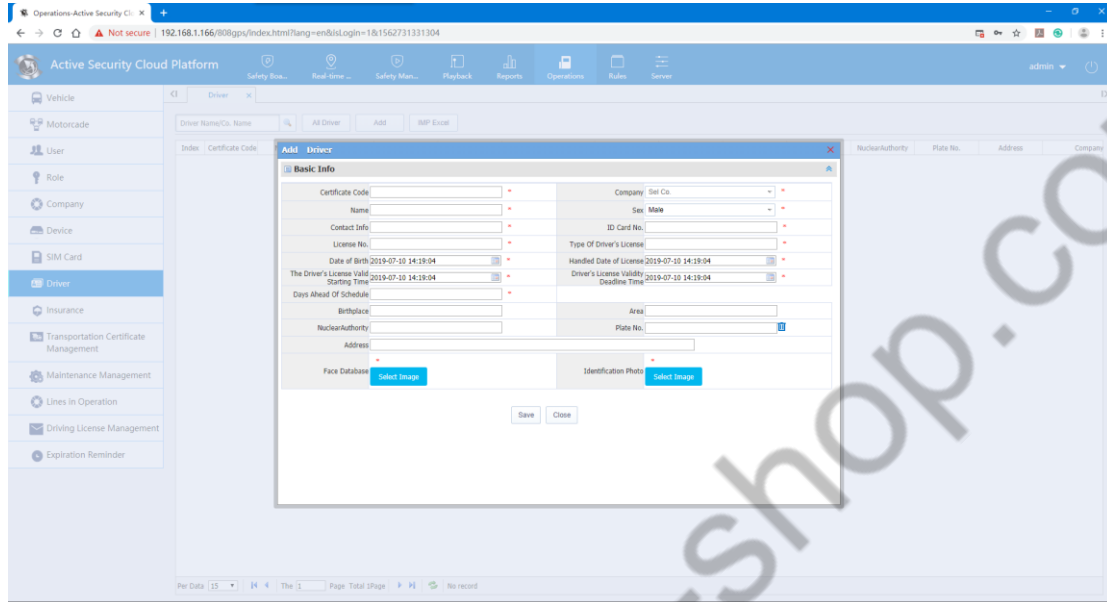 Operations-Active Security Clo
Not secure | 192.168.1.166/808gps/index.html?lang=en&isLogin=1&1562731331304
Active Security Cloud Platform
Safety Boa... Real-time ... Safety Man... Playback Reports Operations Rules Server
admin
Vehicle
Motorcade
User
Role
Company
Device
SIM Card
Driver
Insurance
Transportation Certificate
Management
Maintenance Management
Lines in Operation
Driving License Management
Expiration Reminder
Driver
Driver Name/Co. Name All Driver Add IMP Excel
Index Certificate Code NuclearAuthority Plate No. Address Company
Add Driver
Basic Info
Certificate Code * Company Sel Co. *
Name * Sex Male *
Contact Info * ID Card No. *
License No. * Type Of Driver's License *
Date of Birth 2019-07-10 14:19:04 * Handled Date of License 2019-07-10 14:19:04 *
The Driver's License Valid Starting Time 2019-07-10 14:19:04 * Driver's License Validity Deadline Time 2019-07-10 14:19:04 *
Days Ahead Of Schedule *
Birthplace Area
NuclearAuthority Plate No.
Address
Face Database * Select Image Identification Photo * Select Image
Save Close
Per Data 15 The 1 Page Total 1Page No record
shop.co